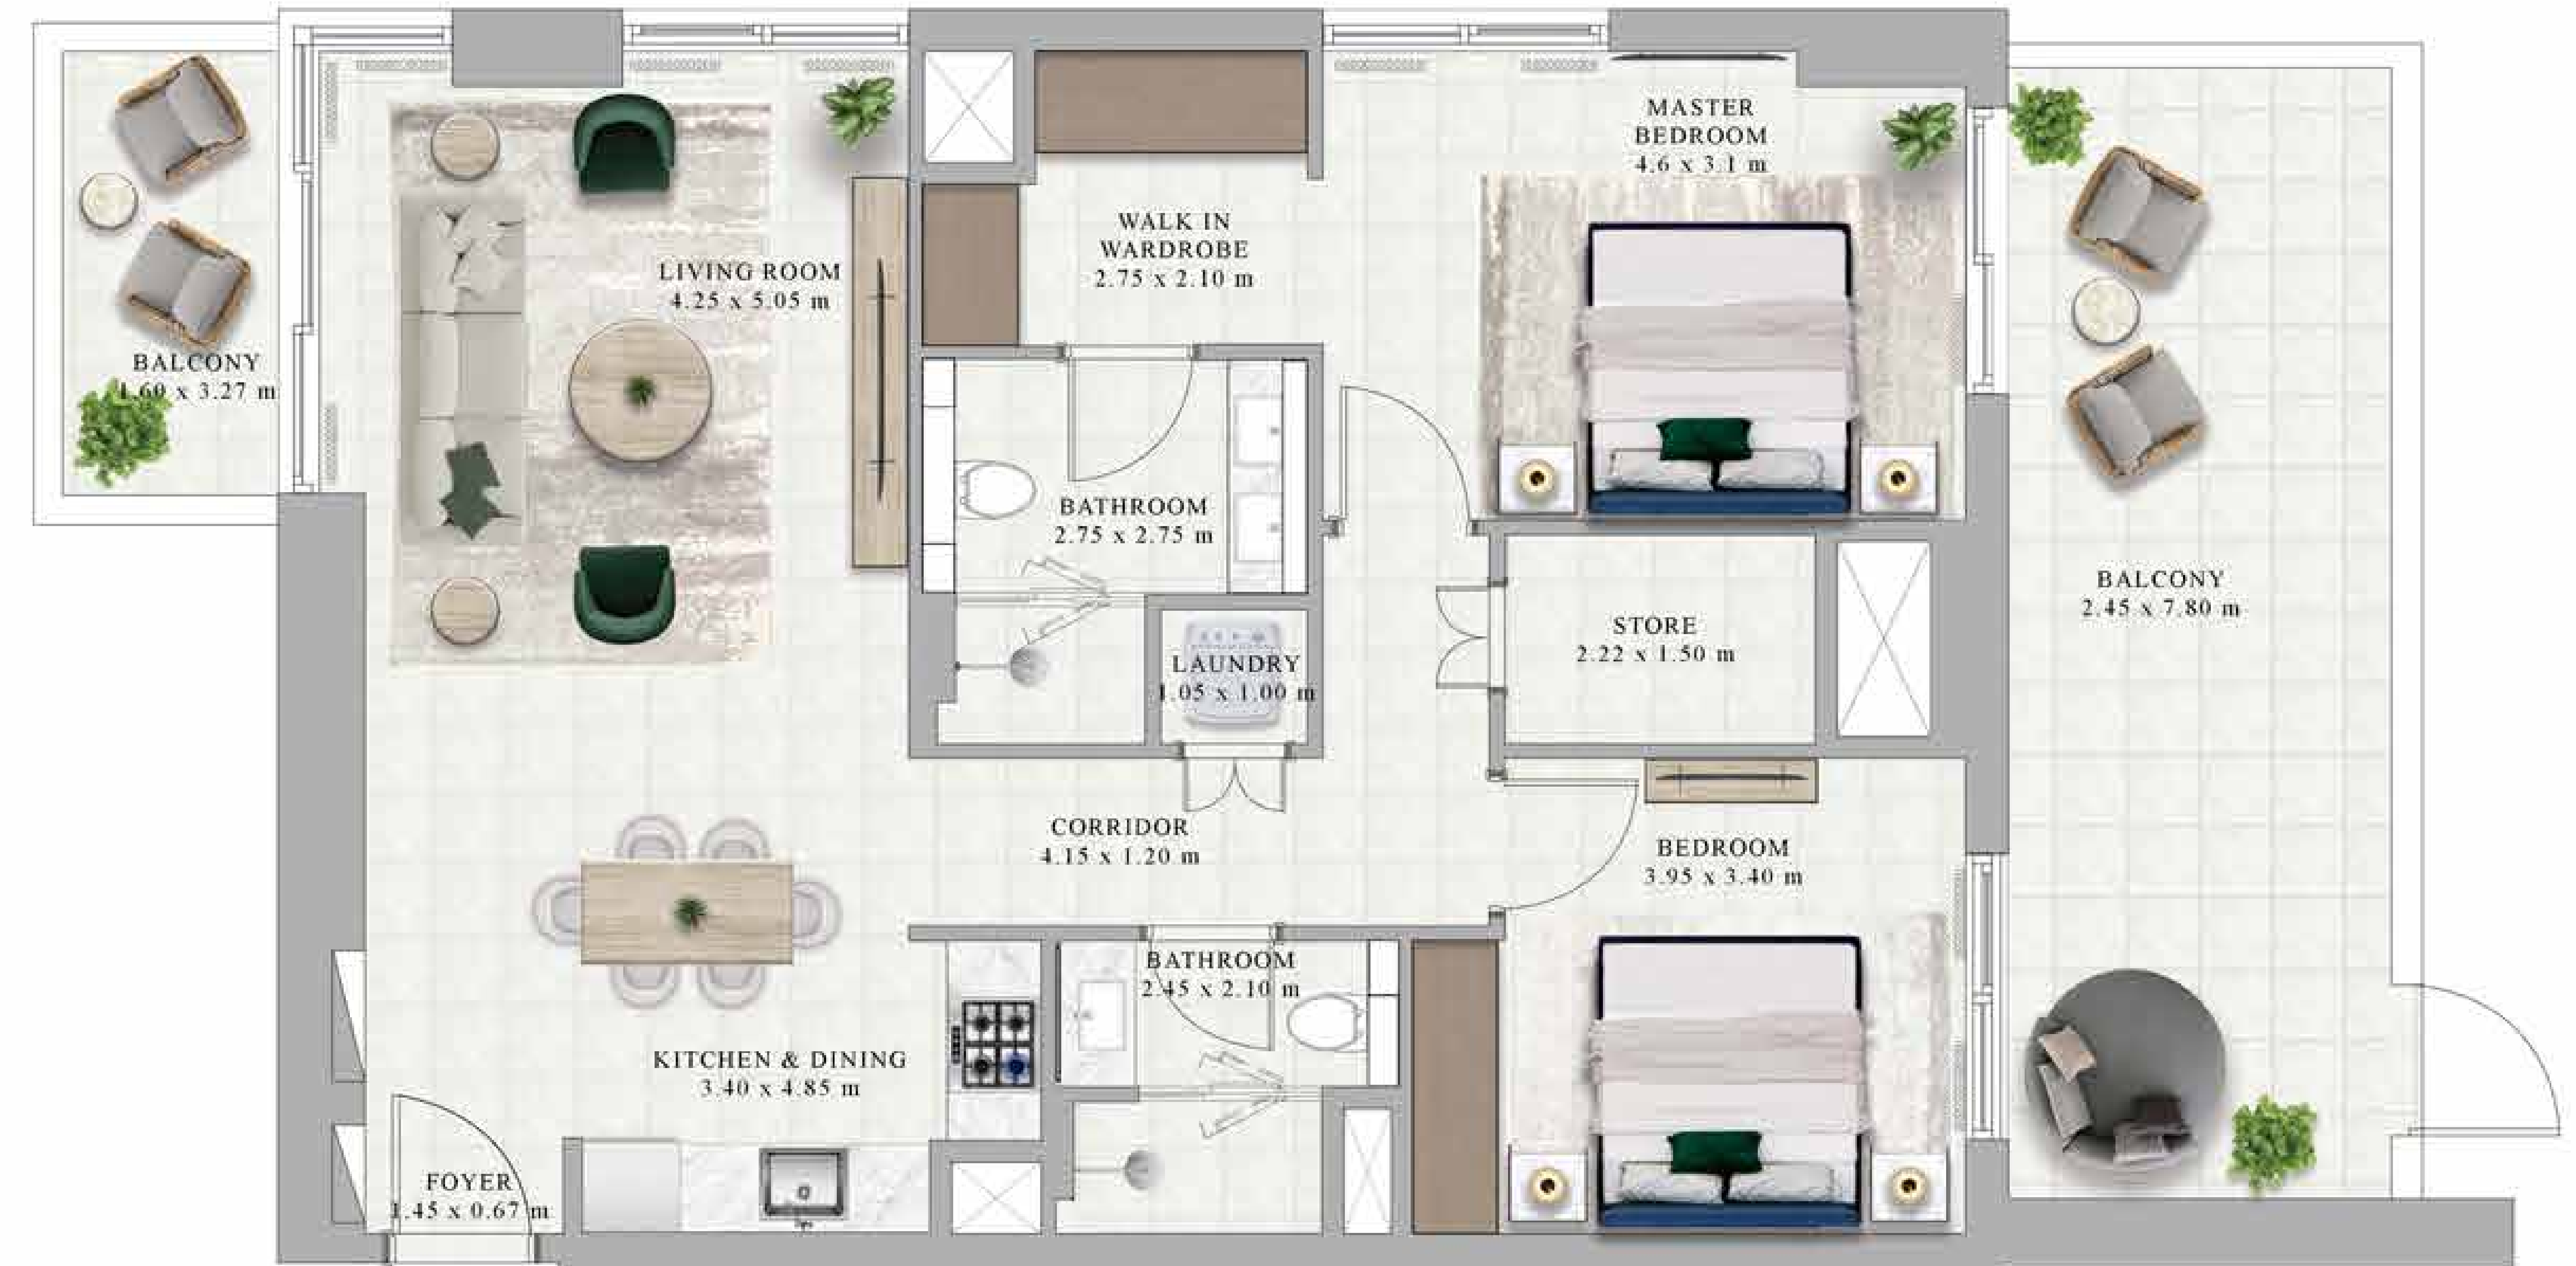 MASTER
BEDROOM
4.6 x 3.1 m
WALK IN
WARDROBE
2.75 x 2.10 m
LIVING ROOM
4.25 x 5.05 m
BALCONY
1.60 x 3.27 m
BATHROOM
2.75 x 2.75 m
BALCONY
2.45 x 7.80 m
STORE
2.22 x 1.50 m
LAUNDRY
1.05 x 1.00 m
CORRIDOR
4.15 x 1.20 m
BEDROOM
3.95 x 3.40 m
BATHROOM
2.45 x 2.10 m
KITCHEN & DINING
3.40 x 4.85 m
FOYER
1.45 x 0.67 m